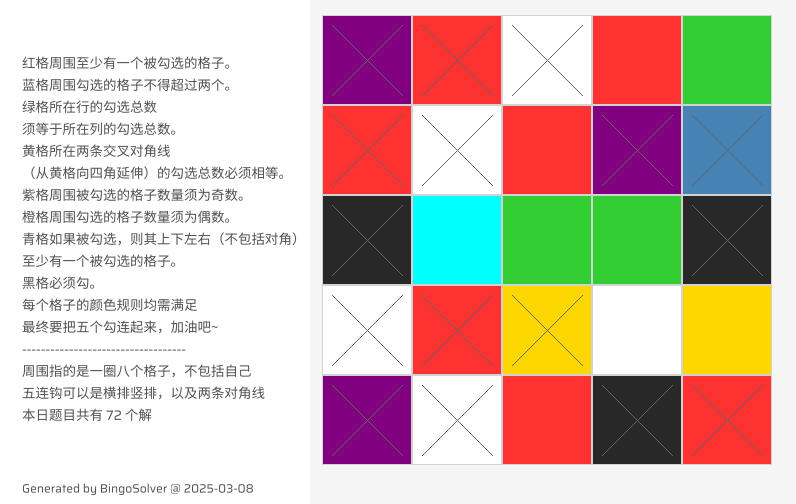 红格周围至少有一个被勾选的格子。
蓝格周围勾选的格子不得超过两个。
绿格所在行的勾选总数
须等于所在列的勾选总数。
黄格所在两条交叉对角线
（从黄格向四角延伸）的勾选总数必须相等。
紫格周围被勾选的格子数量须为奇数。
橙格周围勾选的格子数量须为偶数。
青格如果被勾选，则其上下左右（不包括对角）
至少有一个被勾选的格子。
黑格必须勾。
每个格子的颜色规则均需满足
最终要把五个勾连起来，加油吧~
-----------------------------------
周围指的是一圈八个格子，不包括自己
五连钩可以是横排竖排，以及两条对角线
本日题目共有 72 个解
Generated by BingoSolver @ 2025-03-08